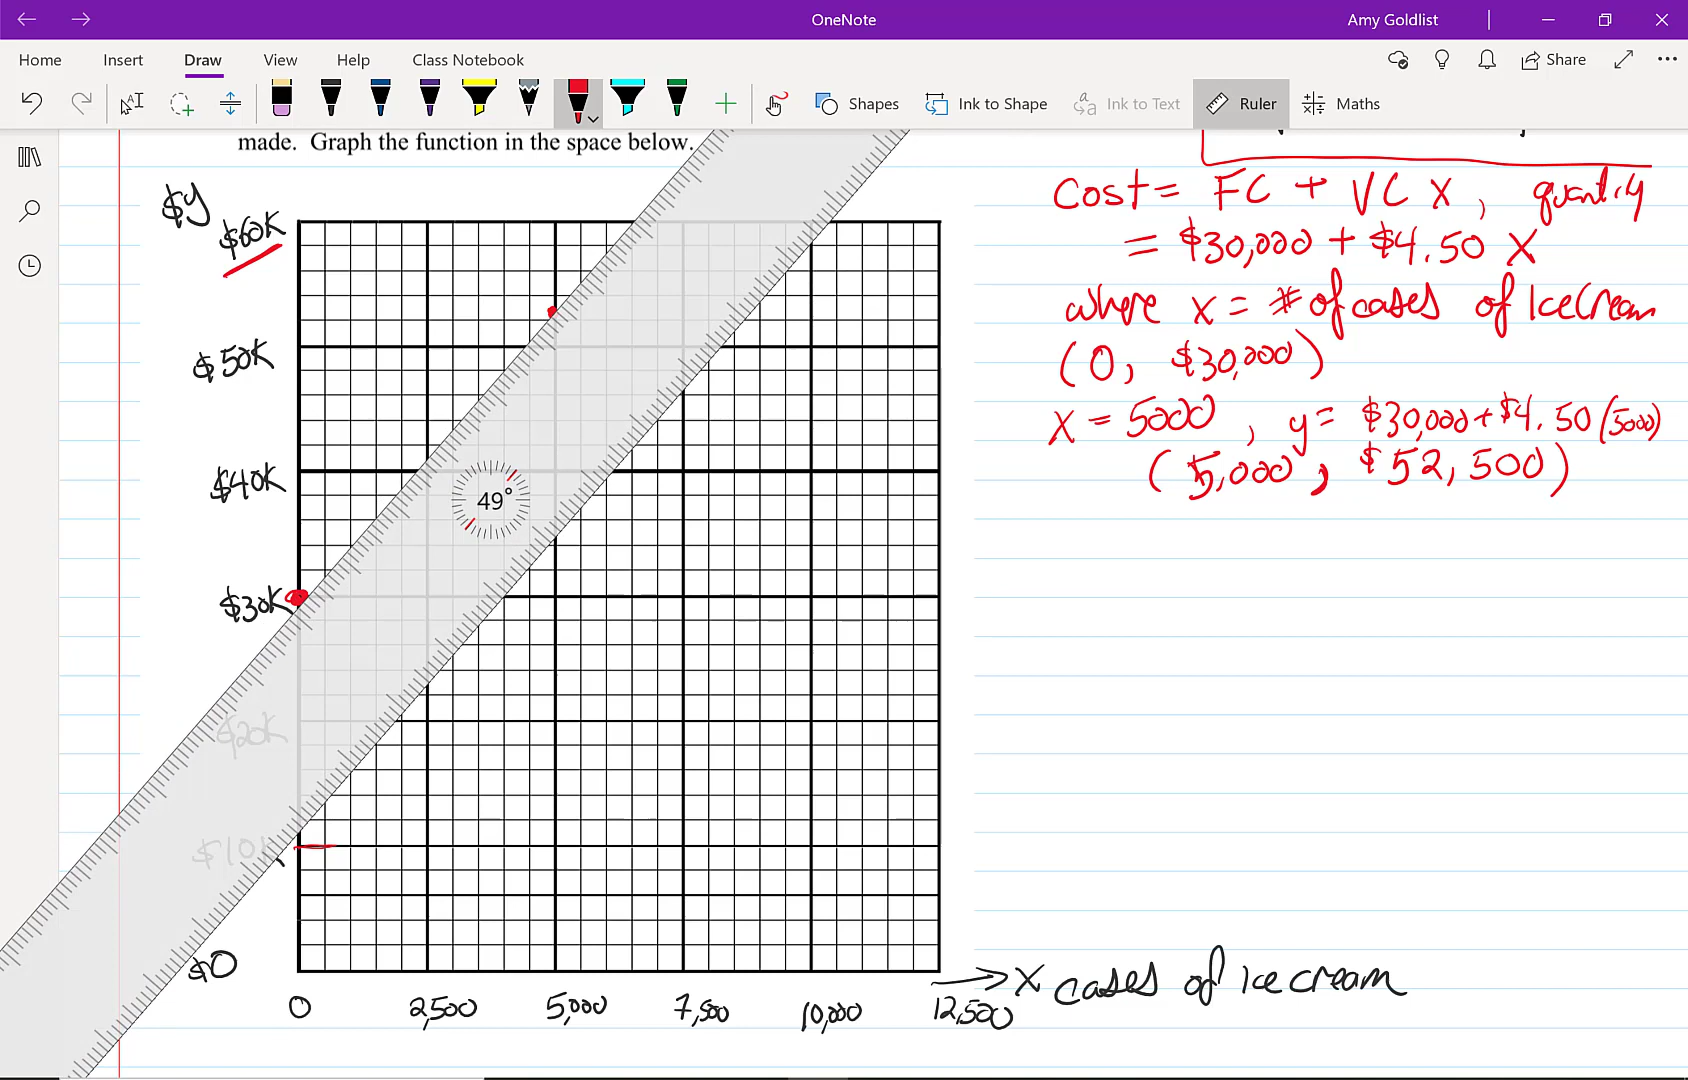 OneNote
Amy Goldlist
Home Insert Draw View Help Class Notebook
Share
Shapes Ink to Shape Ink to Text Ruler Maths
made. Graph the function in the space below.
$y
$60K
$50K
$40K
$30K
$20K
$10K
$0
49°
0 2,500 5,000 7,500 10,000 12,500
X cases of Ice cream
Cost = FC + VC X, quantity
= $30,000 + $4.50 X
where x = # of cases of Ice Cream
(0, $30,000)
X = 5000, y = $30,000 + $4.50 (5000)
(5,000, $52,500)